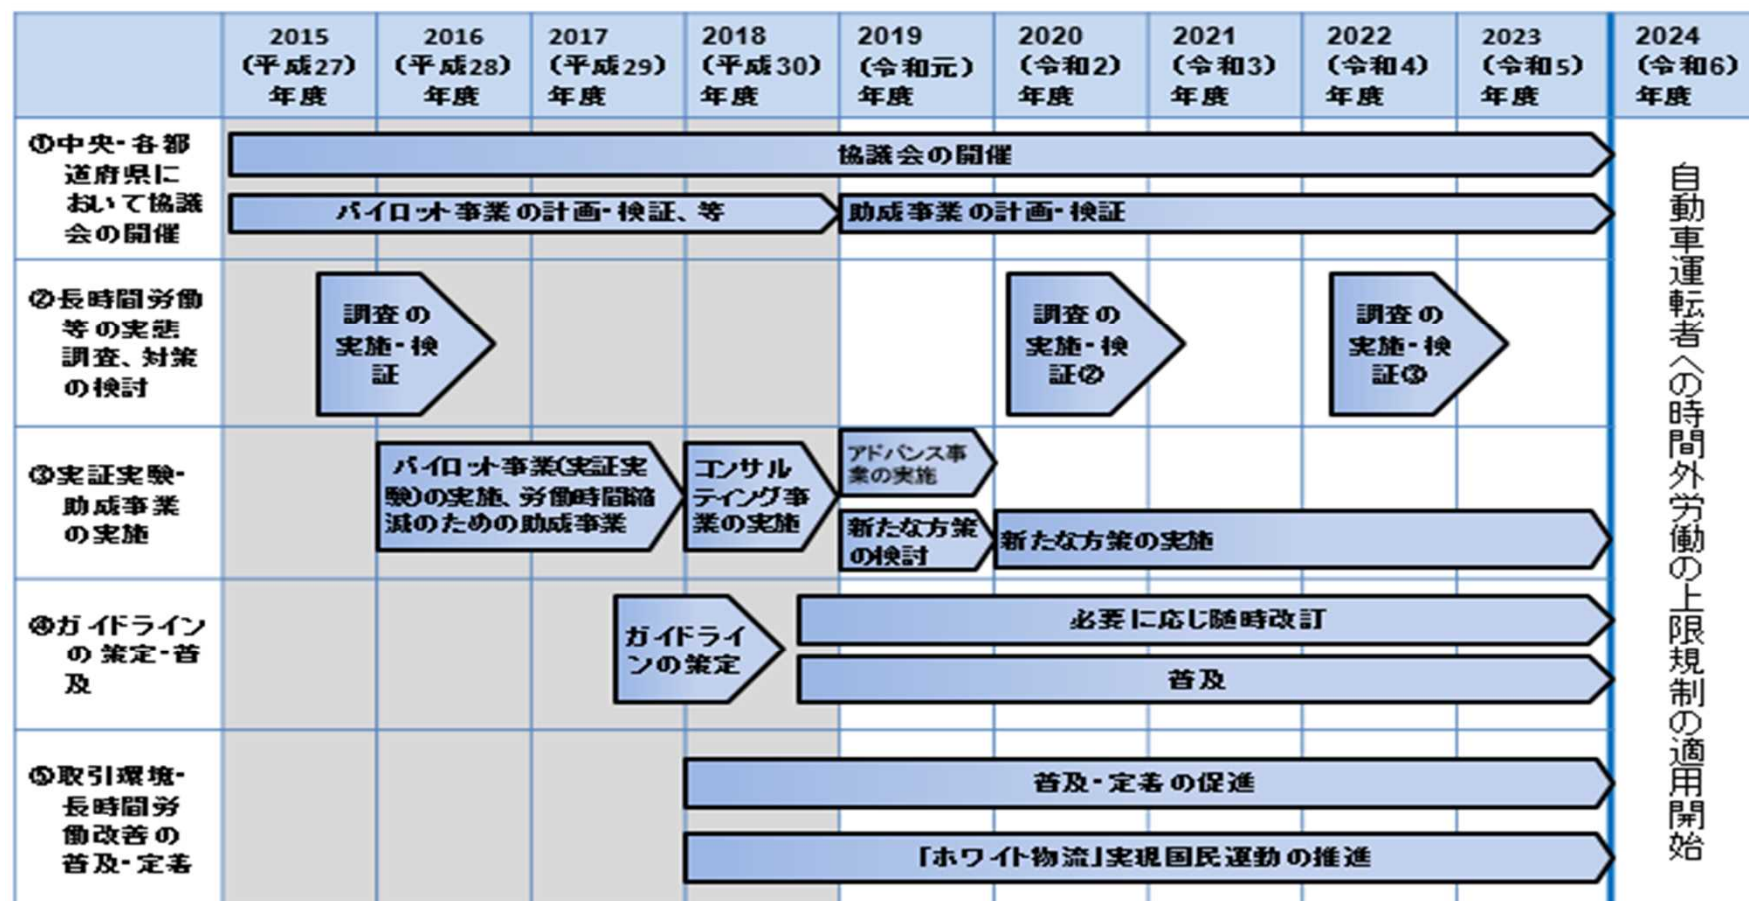 2015
(平成27)
年度
2016
(平成28)
年度
2017
(平成29)
年度
2018
(平成30)
年度
2019
(令和元)
年度
2020
(令和2)
年度
2021
(令和3)
年度
2022
(令和4)
年度
2023
(令和5)
年度
2024
(令和6)
年度
①中央・各都
道府県に
おいて協議
会の開催
協議会の開催
パイロット事業の計画・検証、等
助成事業の計画・検証
②長時間労働
等の実態
調査、対策
の検討
調査の
実施・検
証
調査の
実施・検
証②
調査の
実施・検
証③
③実証実験・
助成事業
の実施
パイロット事業(実証実
験)の実施、労働時間縮
減のための助成事業
コンサル
ティング事
業の実施
アドバンス事
業の実施
新たな方策
の検討
新たな方策の実施
④ガイドライン
の策定・普
及
ガイドライ
ンの策定
必要に応じ随時改訂
普及
⑤取引環境・
長時間労
働改善の
普及・定着
普及・定着の促進
「ホワイト物流」実現国民運動の推進
自動車運転者への時間外労働の上限規制の適用開始